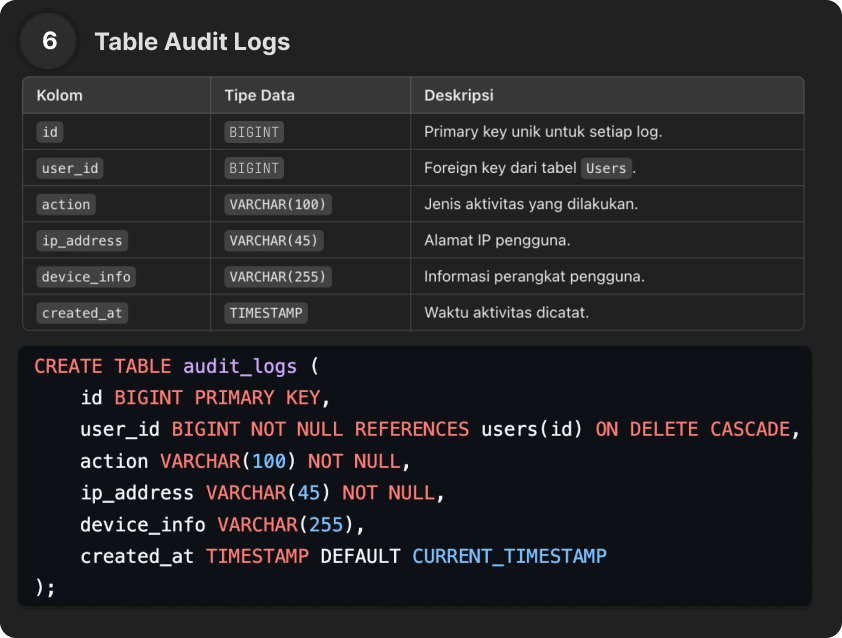 6 Table Audit Logs
Kolom Tipe Data Deskripsi
id BIGINT Primary key unik untuk setiap log.
user_id BIGINT Foreign key dari tabel Users.
action VARCHAR(100) Jenis aktivitas yang dilakukan.
ip_address VARCHAR(45) Alamat IP pengguna.
device_info VARCHAR(255) Informasi perangkat pengguna.
created_at TIMESTAMP Waktu aktivitas dicatat.
CREATE TABLE audit_logs (
    id BIGINT PRIMARY KEY,
    user_id BIGINT NOT NULL REFERENCES users(id) ON DELETE CASCADE,
    action VARCHAR(100) NOT NULL,
    ip_address VARCHAR(45) NOT NULL,
    device_info VARCHAR(255),
    created_at TIMESTAMP DEFAULT CURRENT_TIMESTAMP
);